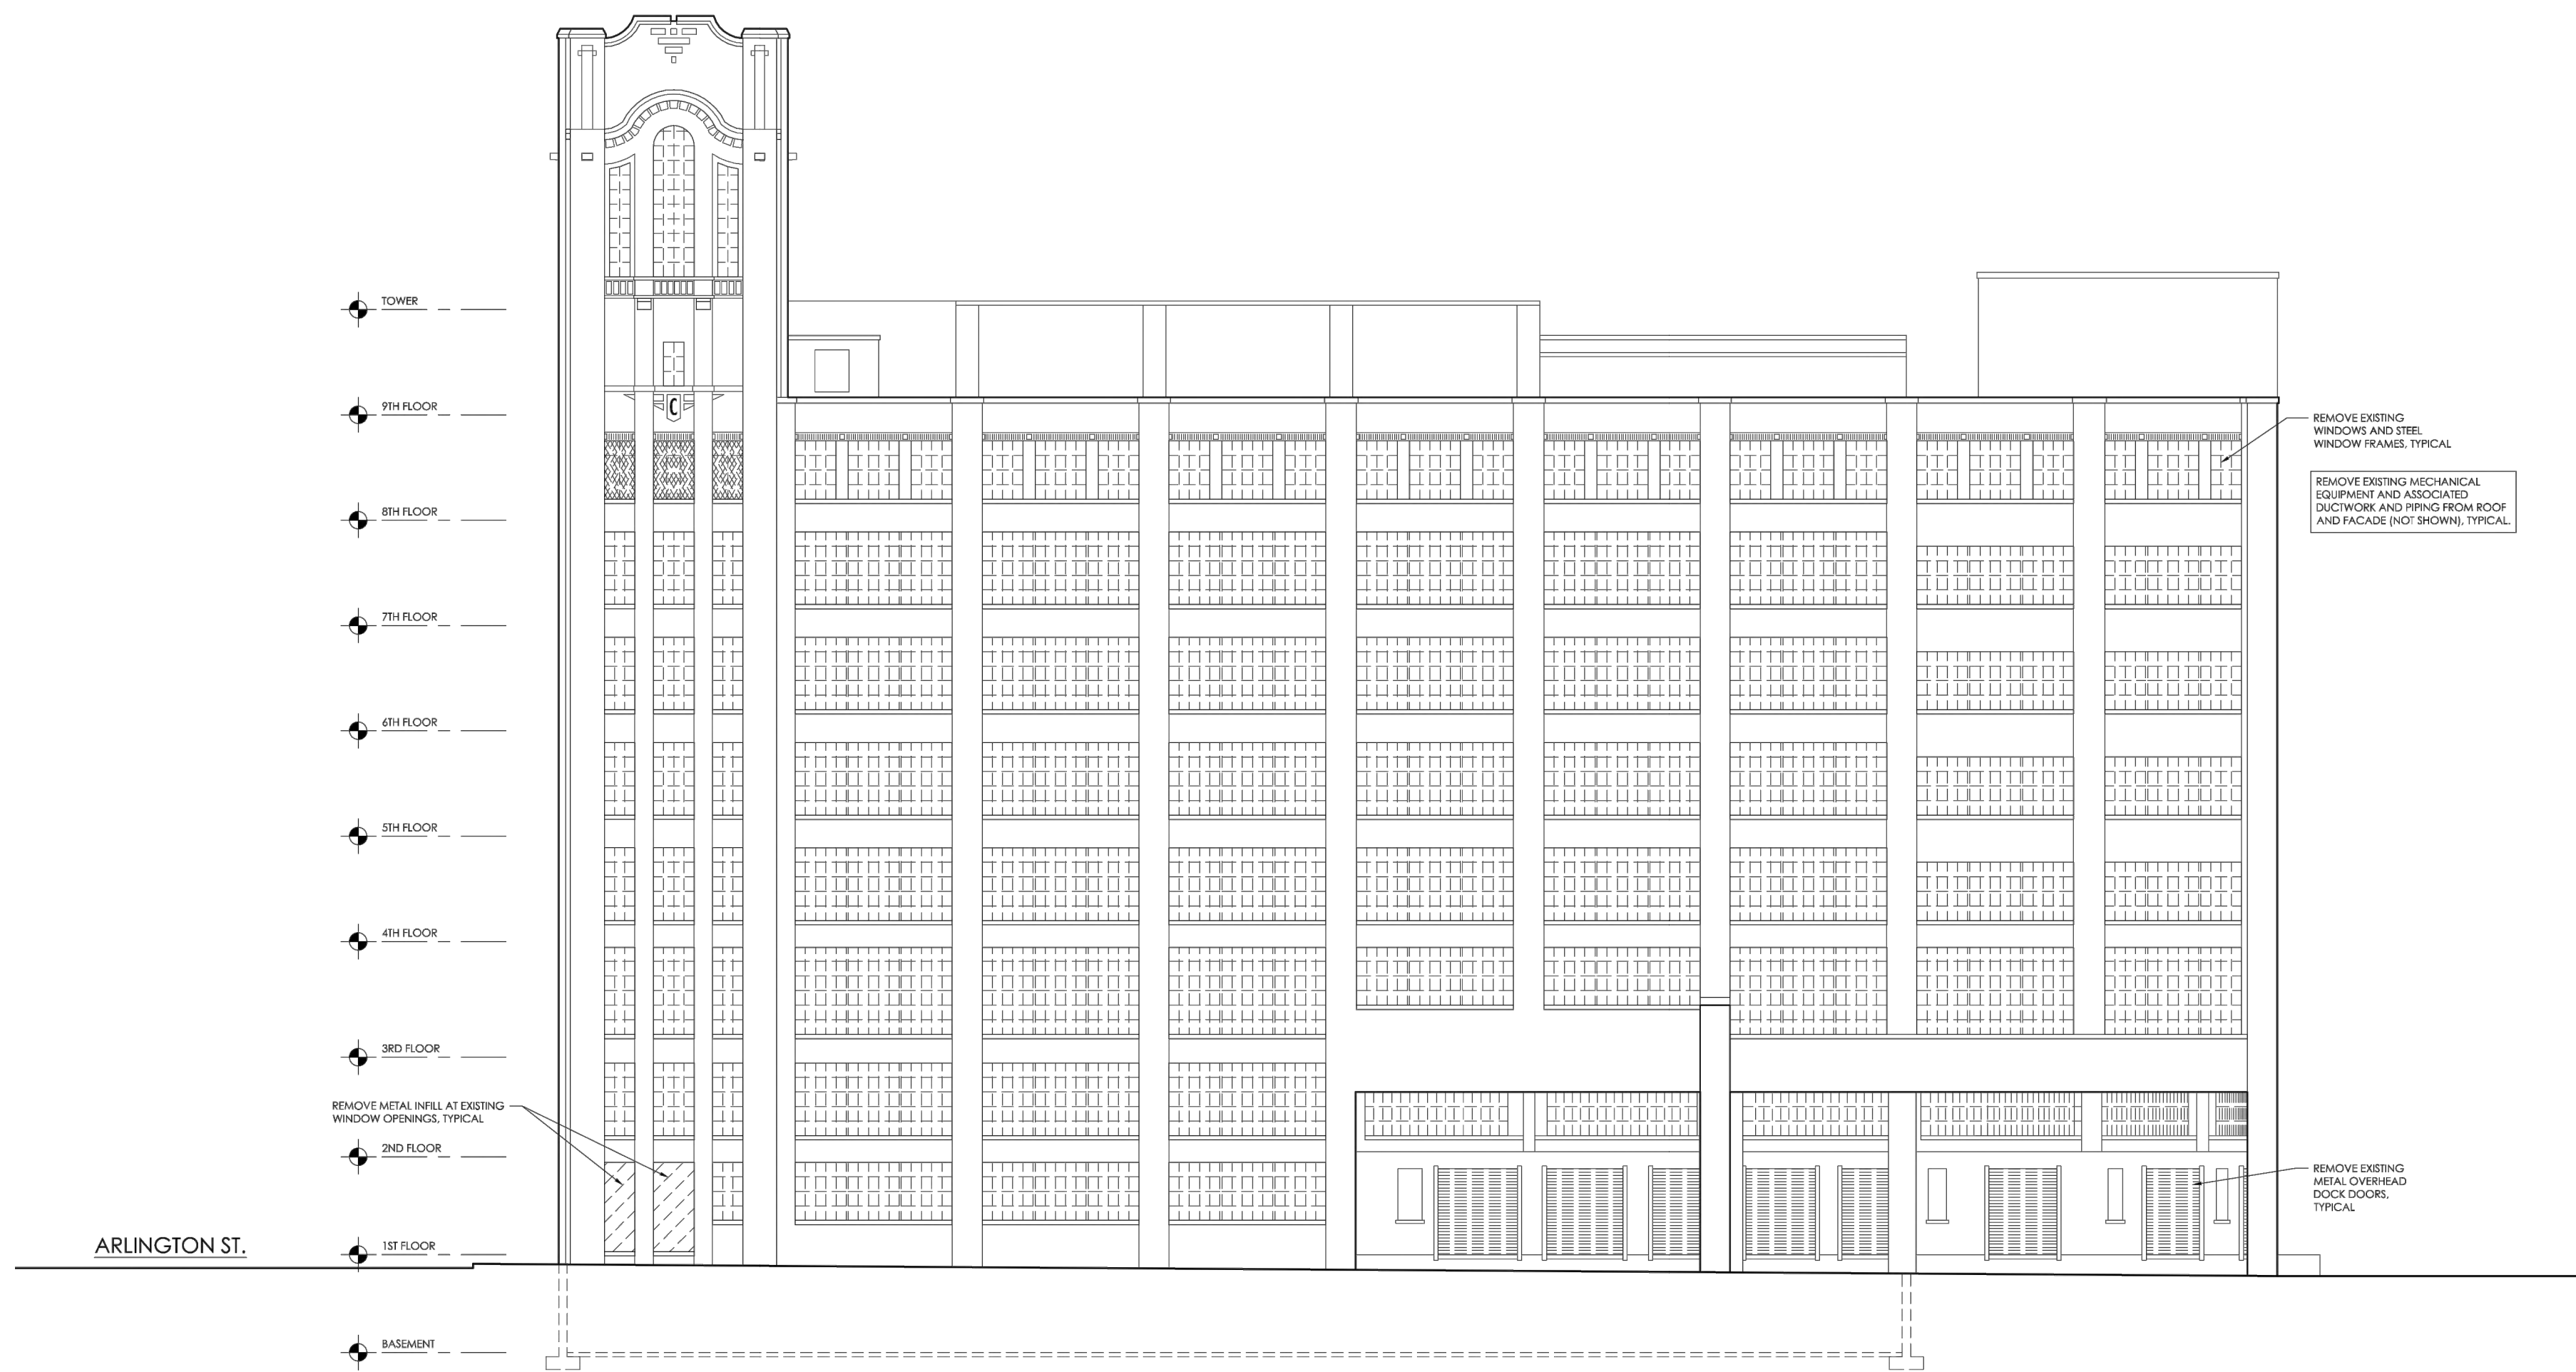 TOWER
9TH FLOOR
C
REMOVE EXISTING
WINDOWS AND STEEL
WINDOW FRAMES, TYPICAL
REMOVE EXISTING MECHANICAL
EQUIPMENT AND ASSOCIATED
DUCTWORK AND PIPING FROM ROOF
AND FACADE (NOT SHOWN), TYPICAL.
8TH FLOOR
7TH FLOOR
6TH FLOOR
5TH FLOOR
4TH FLOOR
3RD FLOOR
REMOVE METAL INFILL AT EXISTING
WINDOW OPENINGS, TYPICAL
2ND FLOOR
REMOVE EXISTING
METAL OVERHEAD
DOCK DOORS,
TYPICAL
ARLINGTON ST.
1ST FLOOR
BASEMENT